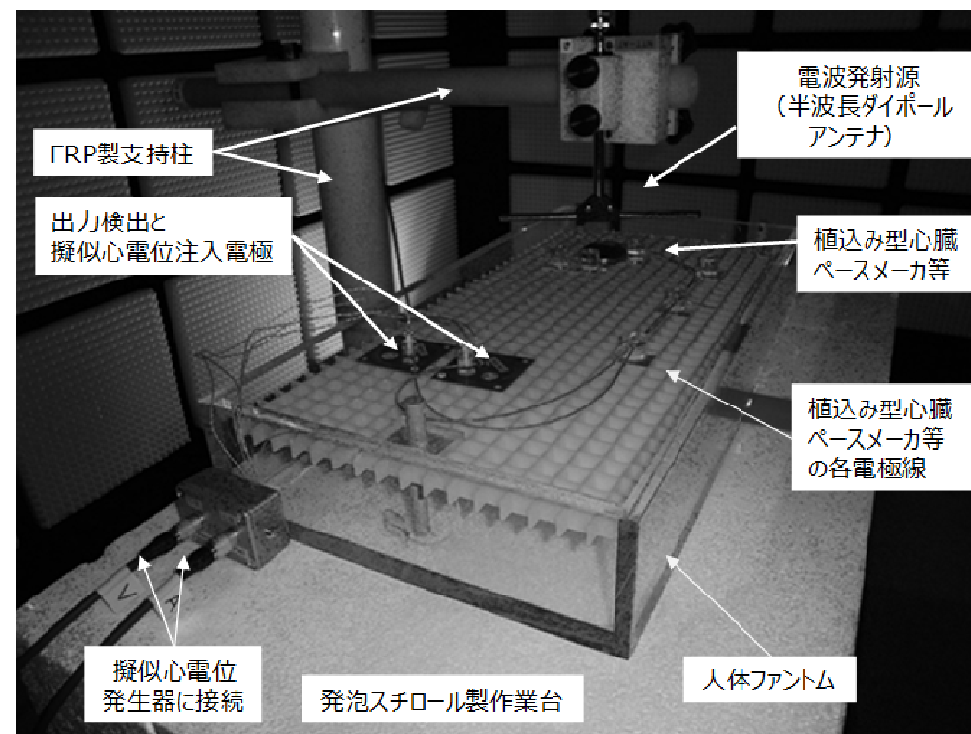 電波発射源
（半波長ダイポール
アンテナ）
FRP製支持柱
出力検出と
擬似心電位注入電極
植込み型心臓
ペースメーカ等
植込み型心臓
ペースメーカ等
の各電極線
V
A
擬似心電位
発生器に接続
発泡スチロール製作業台
人体ファントム